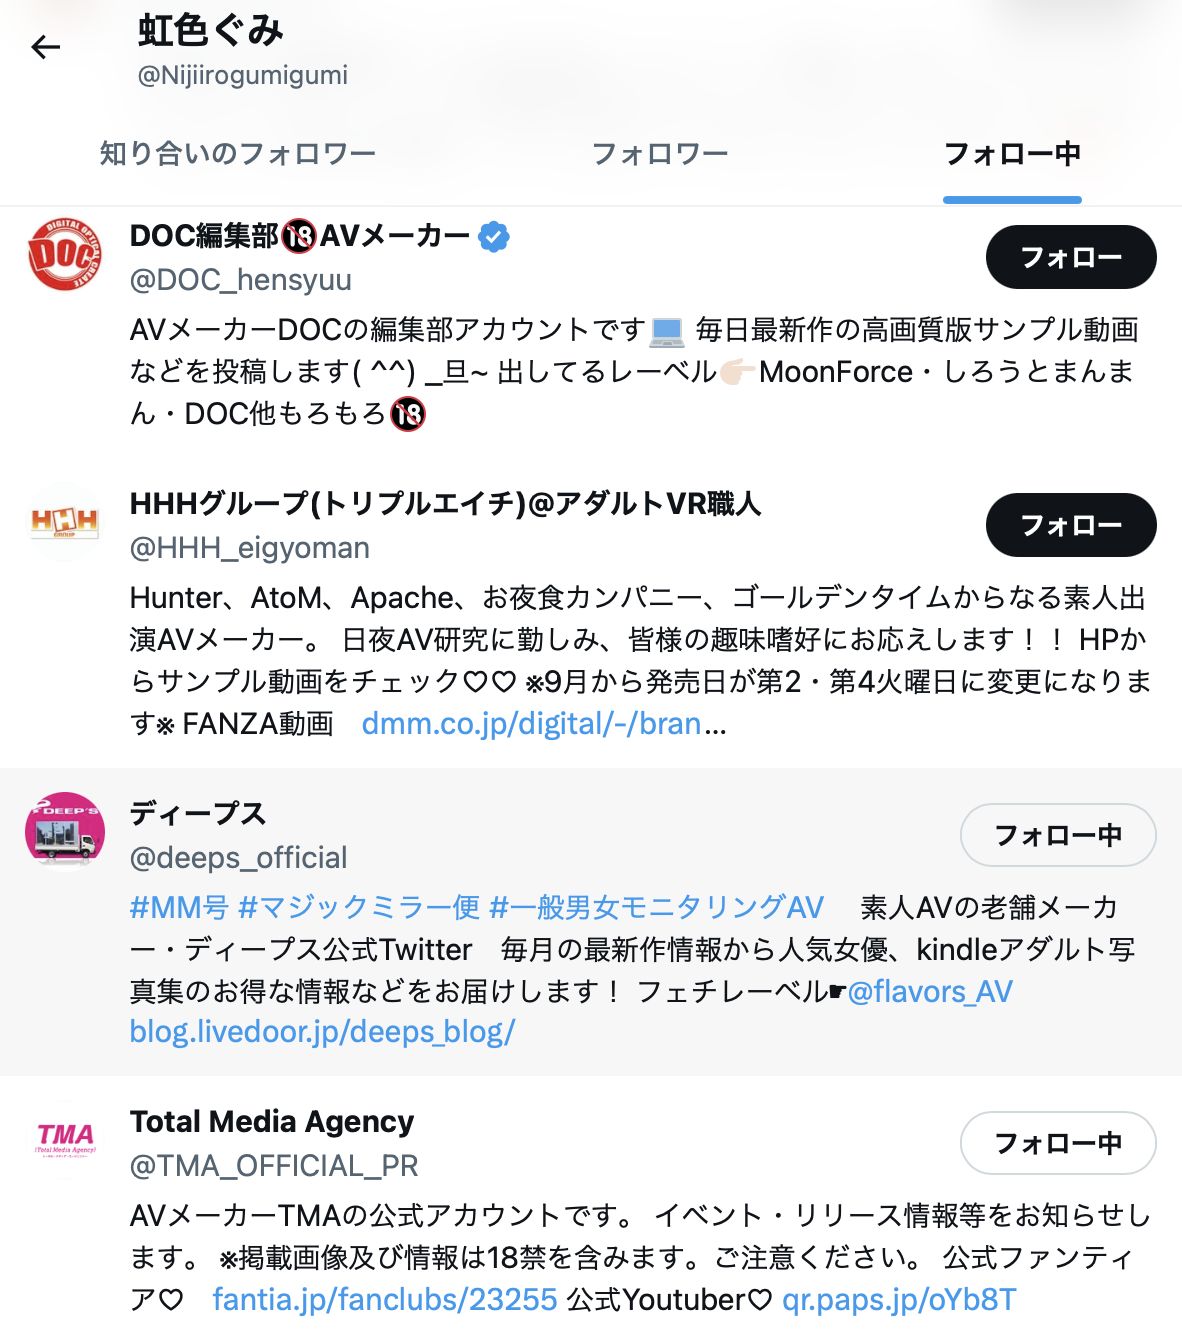 虹色ぐみ
@Nijiirogumigumi
知り合いのフォロワー フォロワー フォロー中
DIGITAL OPTICAL CREATE
DOC
DOC編集部🔞AVメーカー
フォロー
@DOC_hensyuu
AVメーカーDOCの編集部アカウントです💻 毎日最新作の高画質版サンプル動画
などを投稿します( ^^) _旦~ 出してるレーベル👉🏻MoonForce・しろうとまんま
ん・DOC他もろもろ🔞
HHH
GROUP
HHHグループ(トリプルエイチ)@アダルトVR職人
フォロー
@HHH_eigyoman
Hunter、AtoM、Apache、お夜食カンパニー、ゴールデンタイムからなる素人出
演AVメーカー。 日夜AV研究に勤しみ、皆様の趣味嗜好にお応えします！！ HPか
らサンプル動画をチェック♡♡ ※9月から発売日が第2・第4火曜日に変更になりま
す※ FANZA動画　dmm.co.jp/digital/-/bran…
DEEP'S
ディープス
フォロー中
@deeps_official
#MM号 #マジックミラー便 #一般男女モニタリングAV　素人AVの老舗メーカ
ー・ディープス公式Twitter　毎月の最新作情報から人気女優、kindleアダルト写
真集のお得な情報などをお届けします！ フェチレーベル☛@flavors_AV
blog.livedoor.jp/deeps_blog/
TMA
(Total Media Agency)
Total Media Agency
フォロー中
@TMA_OFFICIAL_PR
AVメーカーTMAの公式アカウントです。 イベント・リリース情報等をお知らせし
ます。 ※掲載画像及び情報は18禁を含みます。ご注意ください。 公式ファンティ
ア♡　fantia.jp/fanclubs/23255 公式Youtuber♡ qr.paps.jp/oYb8T